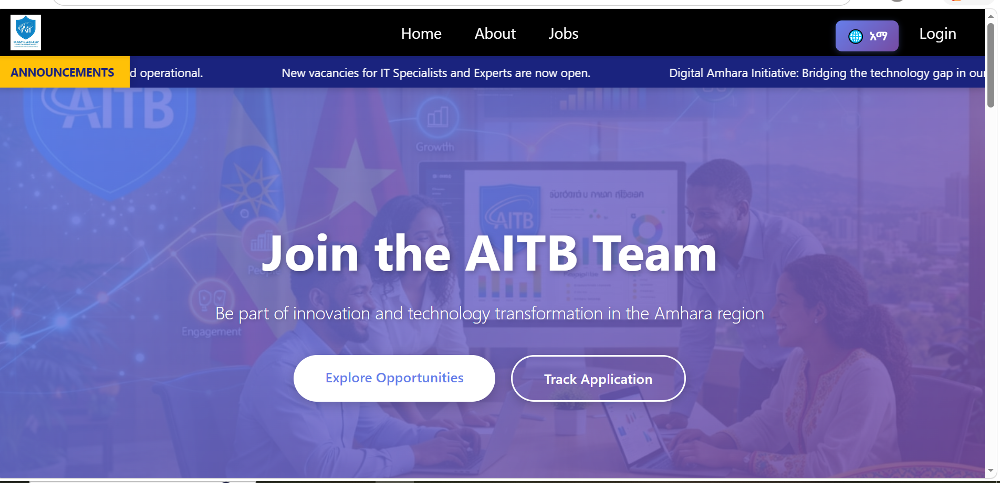 Home
About
Jobs
አማ
Login
ANNOUNCEMENTS
d operational.
New vacancies for IT Specialists and Experts are now open.
Digital Amhara Initiative: Bridging the technology gap in our
AITB
Growth
AITB
People
Join the AITB Team
Be part of innovation and technology transformation in the Amhara region
Engagement
Explore Opportunities
Track Application